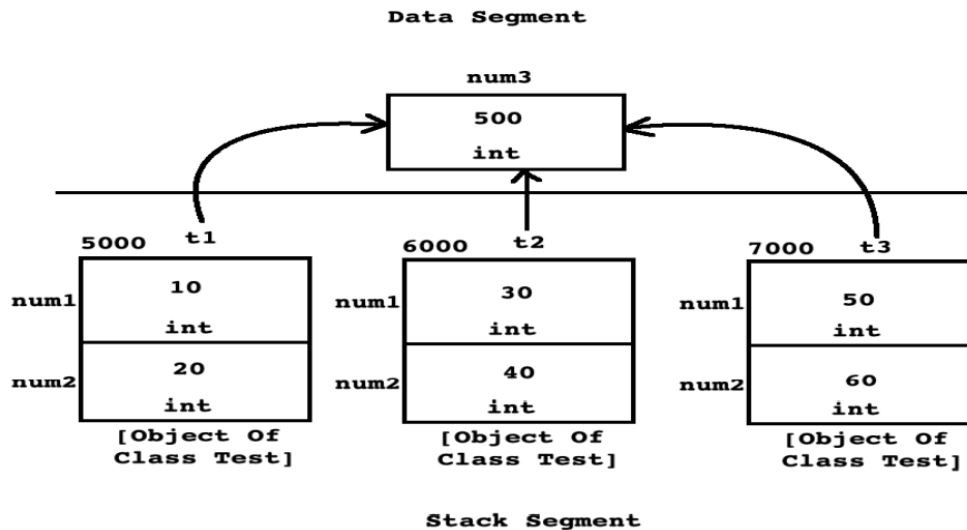 Data Segment
num3
500
int
5000 t1
6000 t2
7000 t3
num1
10
int
num2
20
int
[Object Of
Class Test]
num1
30
int
num2
40
int
[Object Of
Class Test]
num1
50
int
num2
60
int
[Object Of
Class Test]
Stack Segment